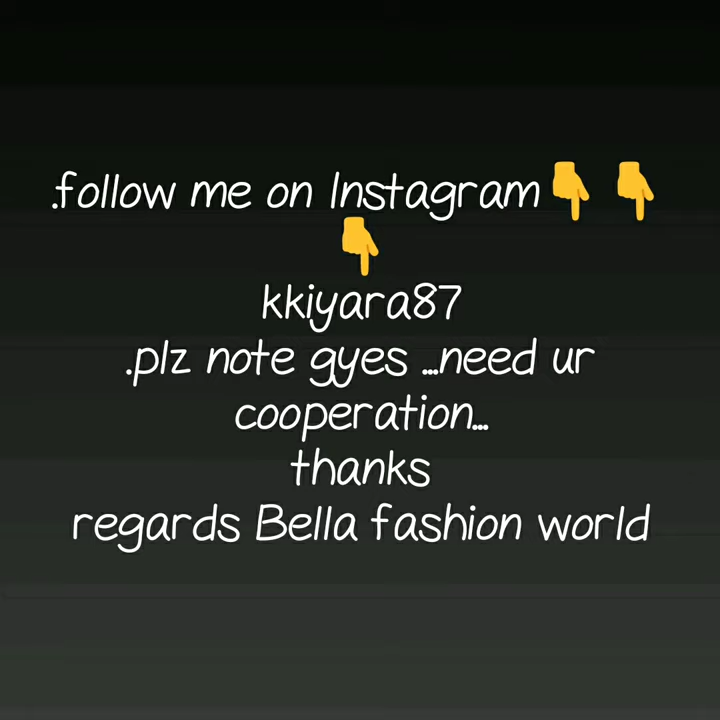 .follow me on Instagram👇👇
👇
kkiyara87
.plz note gyes ...need ur
cooperation...
thanks
regards Bella fashion world